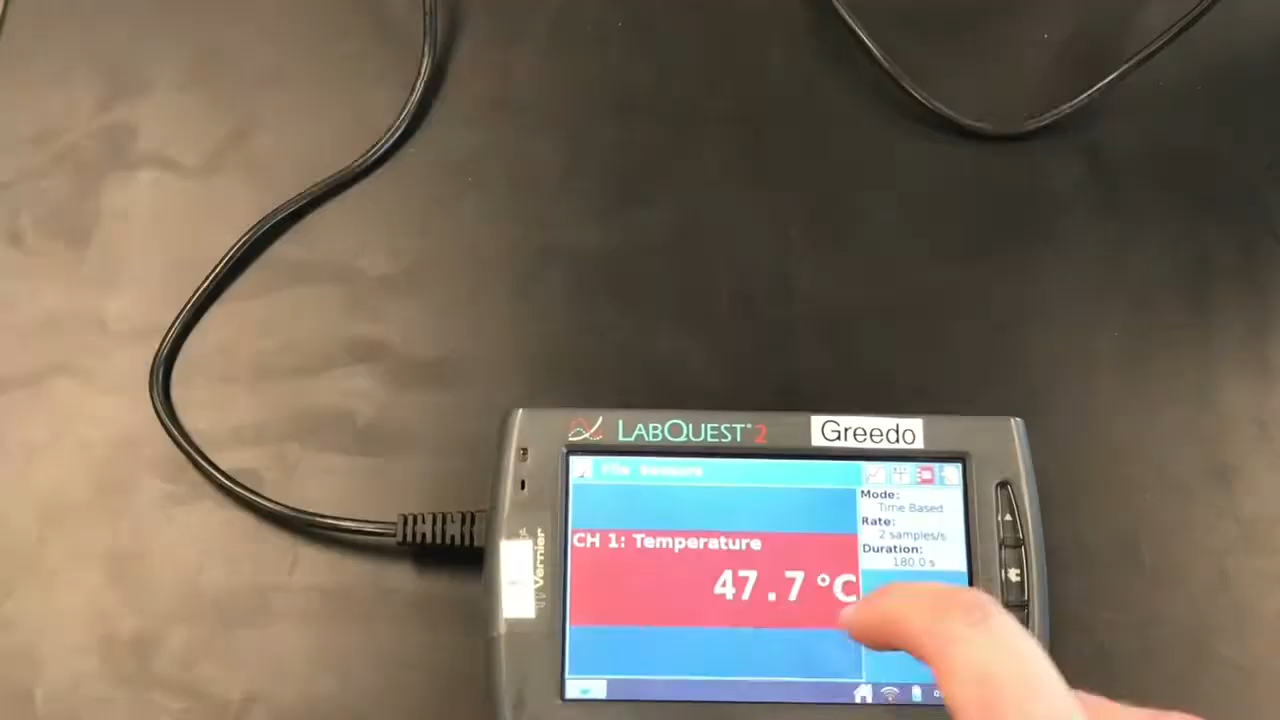 LABQUEST®2
Greedo
File Sensors
Mode:
Time Based
Rate:
2 samples/s
Duration:
180.0 s
CH 1: Temperature
47.7 °C
Vernier